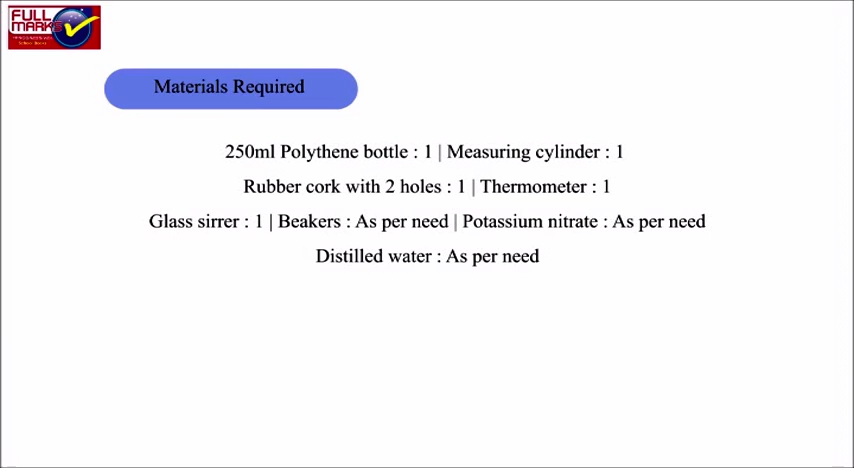 FULL
MARKS
Materials Required
250ml Polythene bottle : 1 | Measuring cylinder : 1
Rubber cork with 2 holes : 1 | Thermometer : 1
Glass sirrer : 1 | Beakers : As per need | Potassium nitrate : As per need
Distilled water : As per need